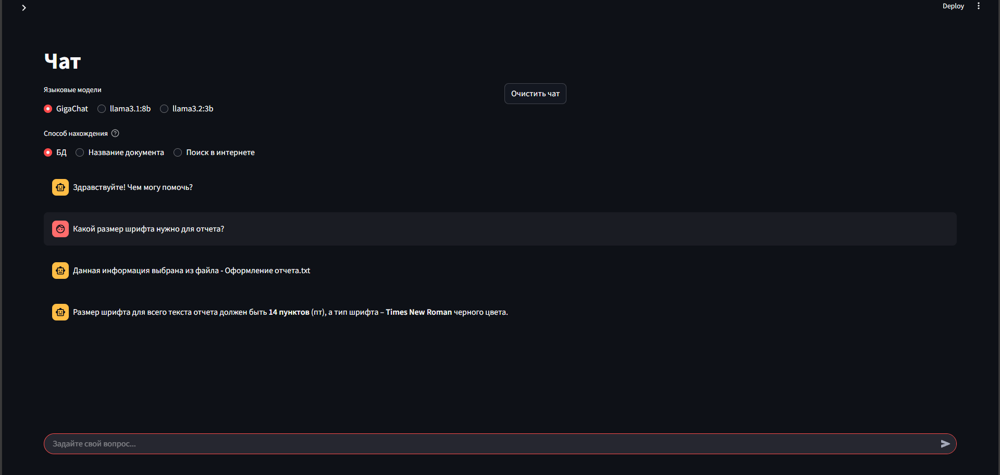 Deploy
Чат
Языковые модели
Очистить чат
GigaChat llama3.1:8b llama3.2:3b
Способ нахождения
БД Название документа Поиск в интернете
Здравствуйте! Чем могу помочь?
Какой размер шрифта нужно для отчета?
Данная информация выбрана из файла - Оформление отчета.txt
Размер шрифта для всего текста отчета должен быть 14 пунктов (пт), а тип шрифта – Times New Roman черного цвета.
Задайте свой вопрос...